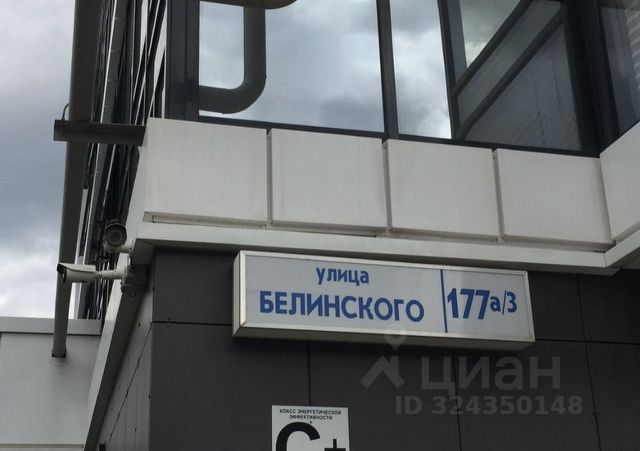 улица
БЕЛИНСКОГО
177а/3
циан
ID 324350148
КЛАСС ЭНЕРГЕТИЧЕСКОЙ
ЭФФЕКТИВНОСТИ
C+